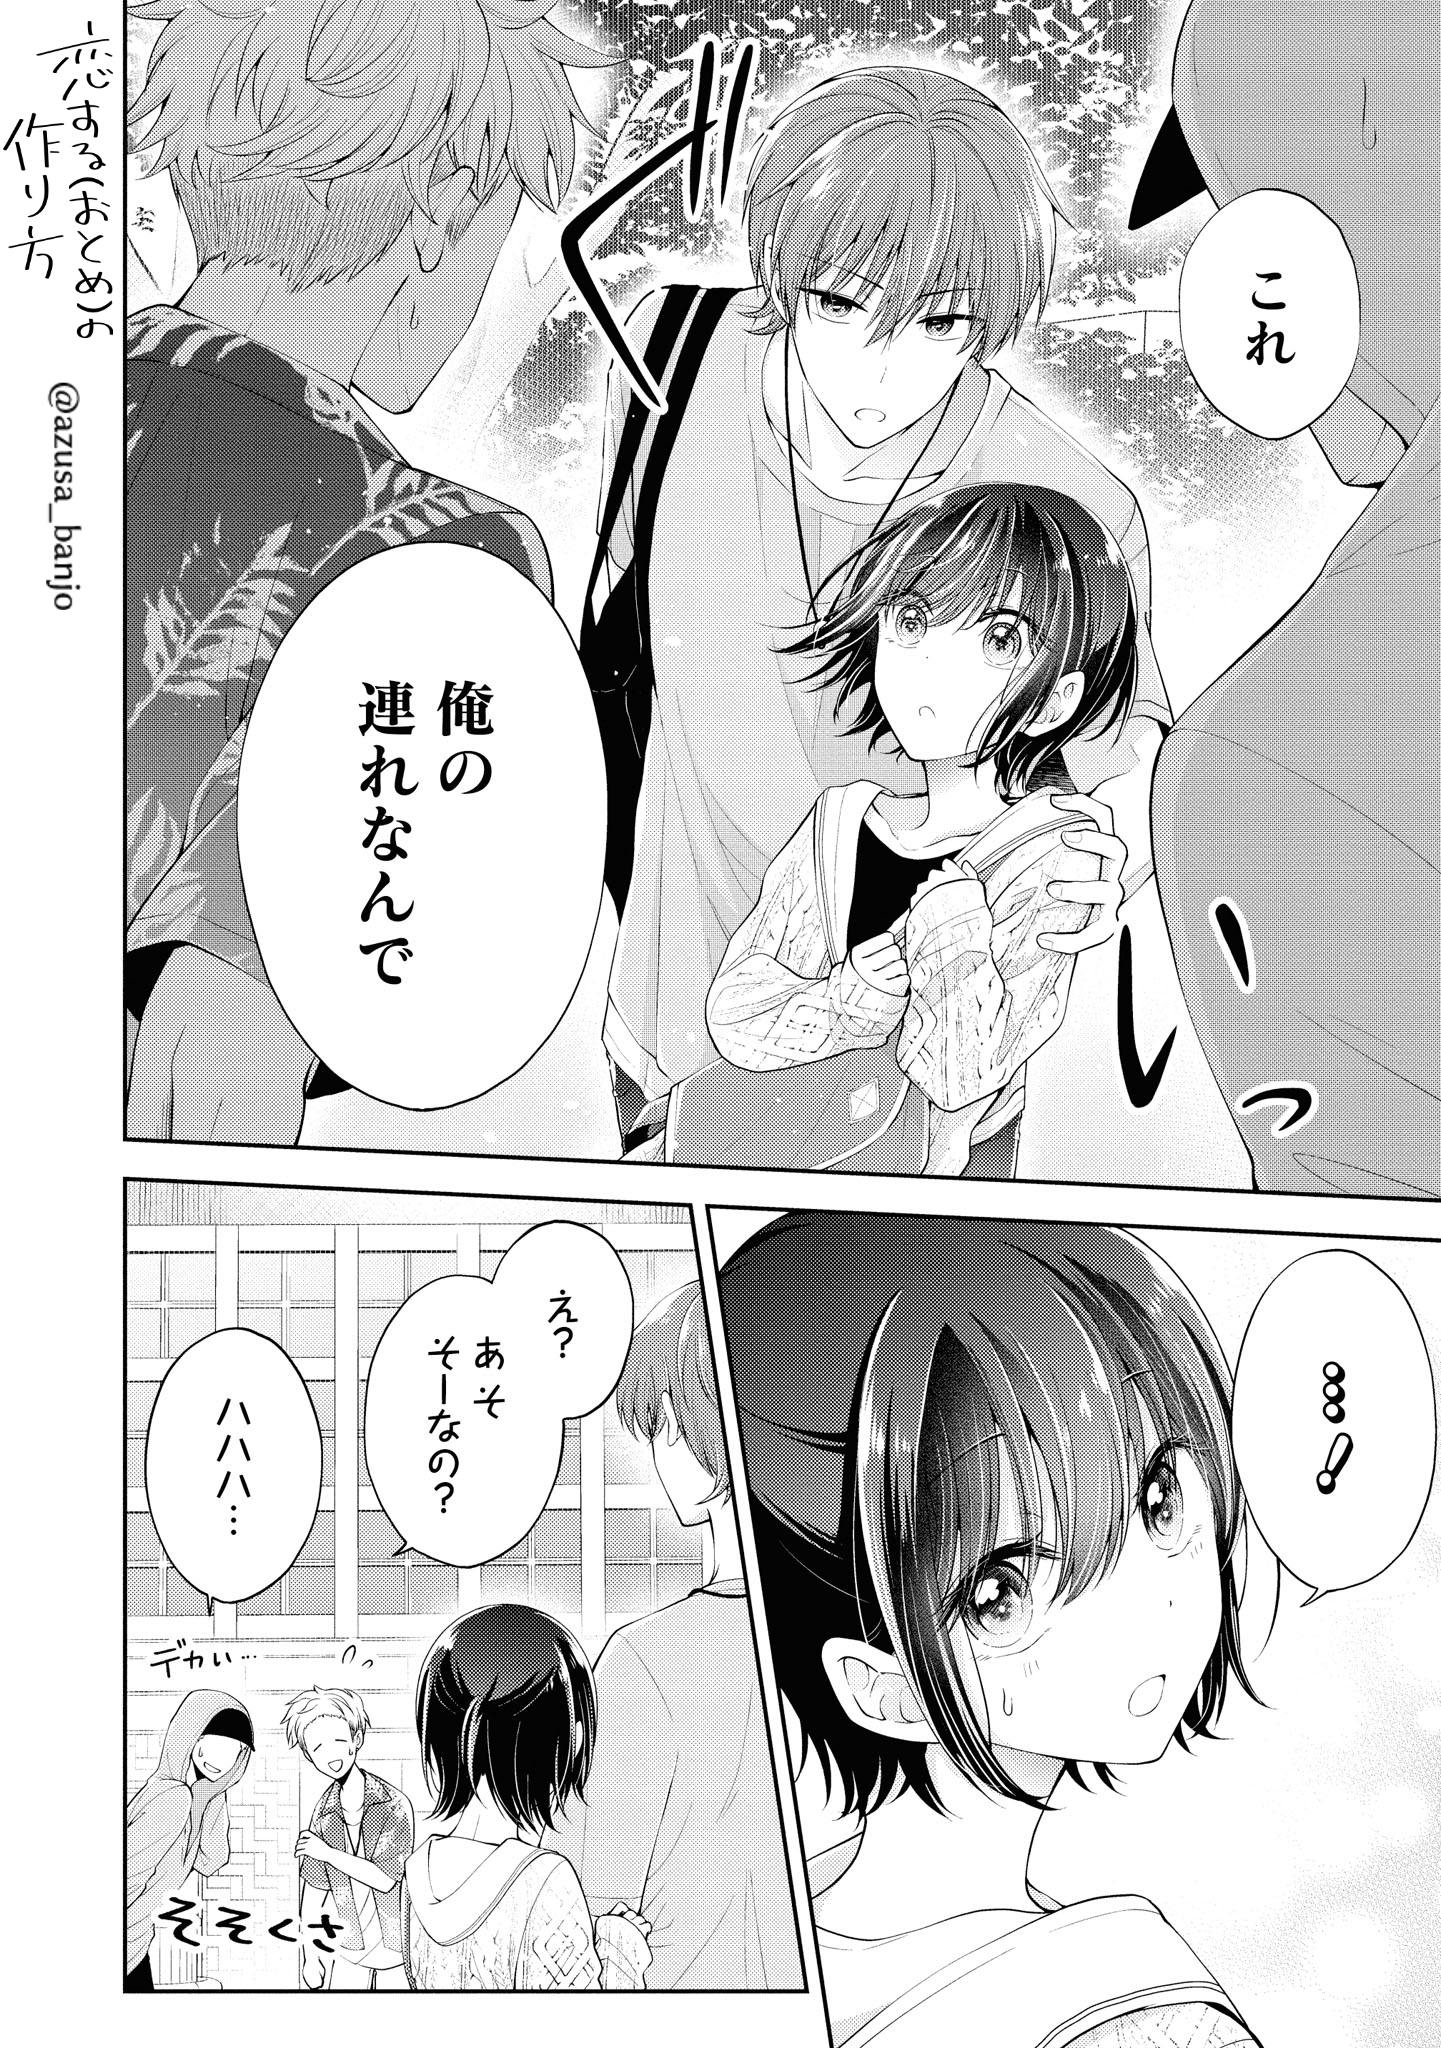 恋する(おとめ)の
作り方
@azusa_banjo
これ
ぐい
俺の
連れなんで
…!
え?
あそ
そーなの?
ハハハ…
デカい…
そそくさ